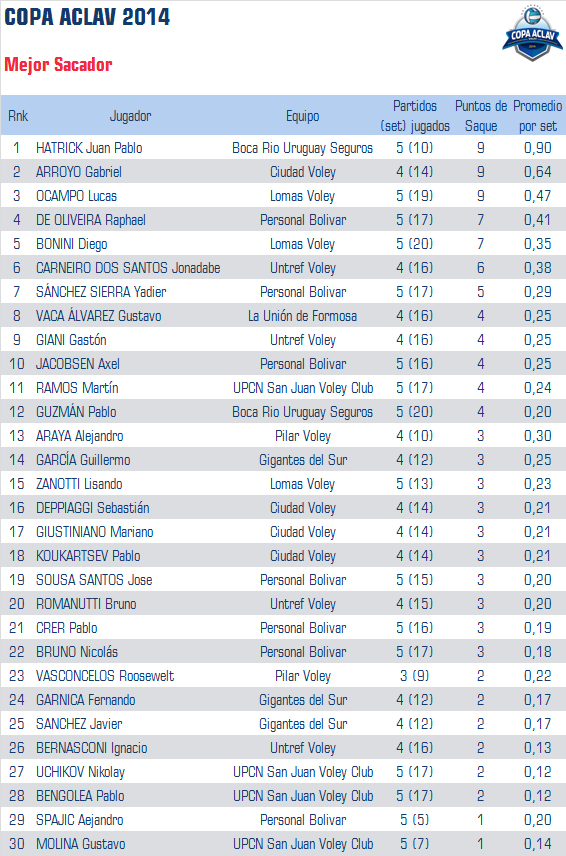 COPA ACLAV 2014
COPA ACLAV
Mejor Sacador
Rnk Jugador Equipo Partidos (set) jugados Puntos de Saque Promedio por set
1 HATRICK Juan Pablo Boca Rio Uruguay Seguros 5 (10) 9 0,90
2 ARROYO Gabriel Ciudad Voley 4 (14) 9 0,64
3 OCAMPO Lucas Lomas Voley 5 (19) 9 0,47
4 DE OLIVEIRA Raphael Personal Bolivar 5 (17) 7 0,41
5 BONINI Diego Lomas Voley 5 (20) 7 0,35
6 CARNEIRO DOS SANTOS Jonadabe Untref Voley 4 (16) 6 0,38
7 SÁNCHEZ SIERRA Yadier Personal Bolivar 5 (17) 5 0,29
8 VACA ÁLVAREZ Gustavo La Unión de Formosa 4 (16) 4 0,25
9 GIANI Gastón Untref Voley 4 (16) 4 0,25
10 JACOBSEN Axel Personal Bolivar 5 (16) 4 0,25
11 RAMOS Martín UPCN San Juan Voley Club 5 (17) 4 0,24
12 GUZMÁN Pablo Boca Rio Uruguay Seguros 5 (20) 4 0,20
13 ARAYA Alejandro Pilar Voley 4 (10) 3 0,30
14 GARCÍA Guillermo Gigantes del Sur 4 (12) 3 0,25
15 ZANOTTI Lisando Lomas Voley 5 (13) 3 0,23
16 DEPPIAGGI Sebastián Ciudad Voley 4 (14) 3 0,21
17 GIUSTINIANO Mariano Ciudad Voley 4 (14) 3 0,21
18 KOUKARTSEV Pablo Ciudad Voley 4 (14) 3 0,21
19 SOUSA SANTOS Jose Personal Bolivar 5 (15) 3 0,20
20 ROMANUTTI Bruno Untref Voley 4 (15) 3 0,20
21 CRER Pablo Personal Bolivar 5 (16) 3 0,19
22 BRUNO Nicolás Personal Bolivar 5 (17) 3 0,18
23 VASCONCELOS Roosewelt Pilar Voley 3 (9) 2 0,22
24 GARNICA Fernando Gigantes del Sur 4 (12) 2 0,17
25 SANCHEZ Javier Gigantes del Sur 4 (12) 2 0,17
26 BERNASCONI Ignacio Untref Voley 4 (16) 2 0,13
27 UCHIKOV Nikolay UPCN San Juan Voley Club 5 (17) 2 0,12
28 BENGOLEA Pablo UPCN San Juan Voley Club 5 (17) 2 0,12
29 SPAJIC Aejandro Personal Bolivar 5 (5) 1 0,20
30 MOLINA Gustavo UPCN San Juan Voley Club 5 (7) 1 0,14